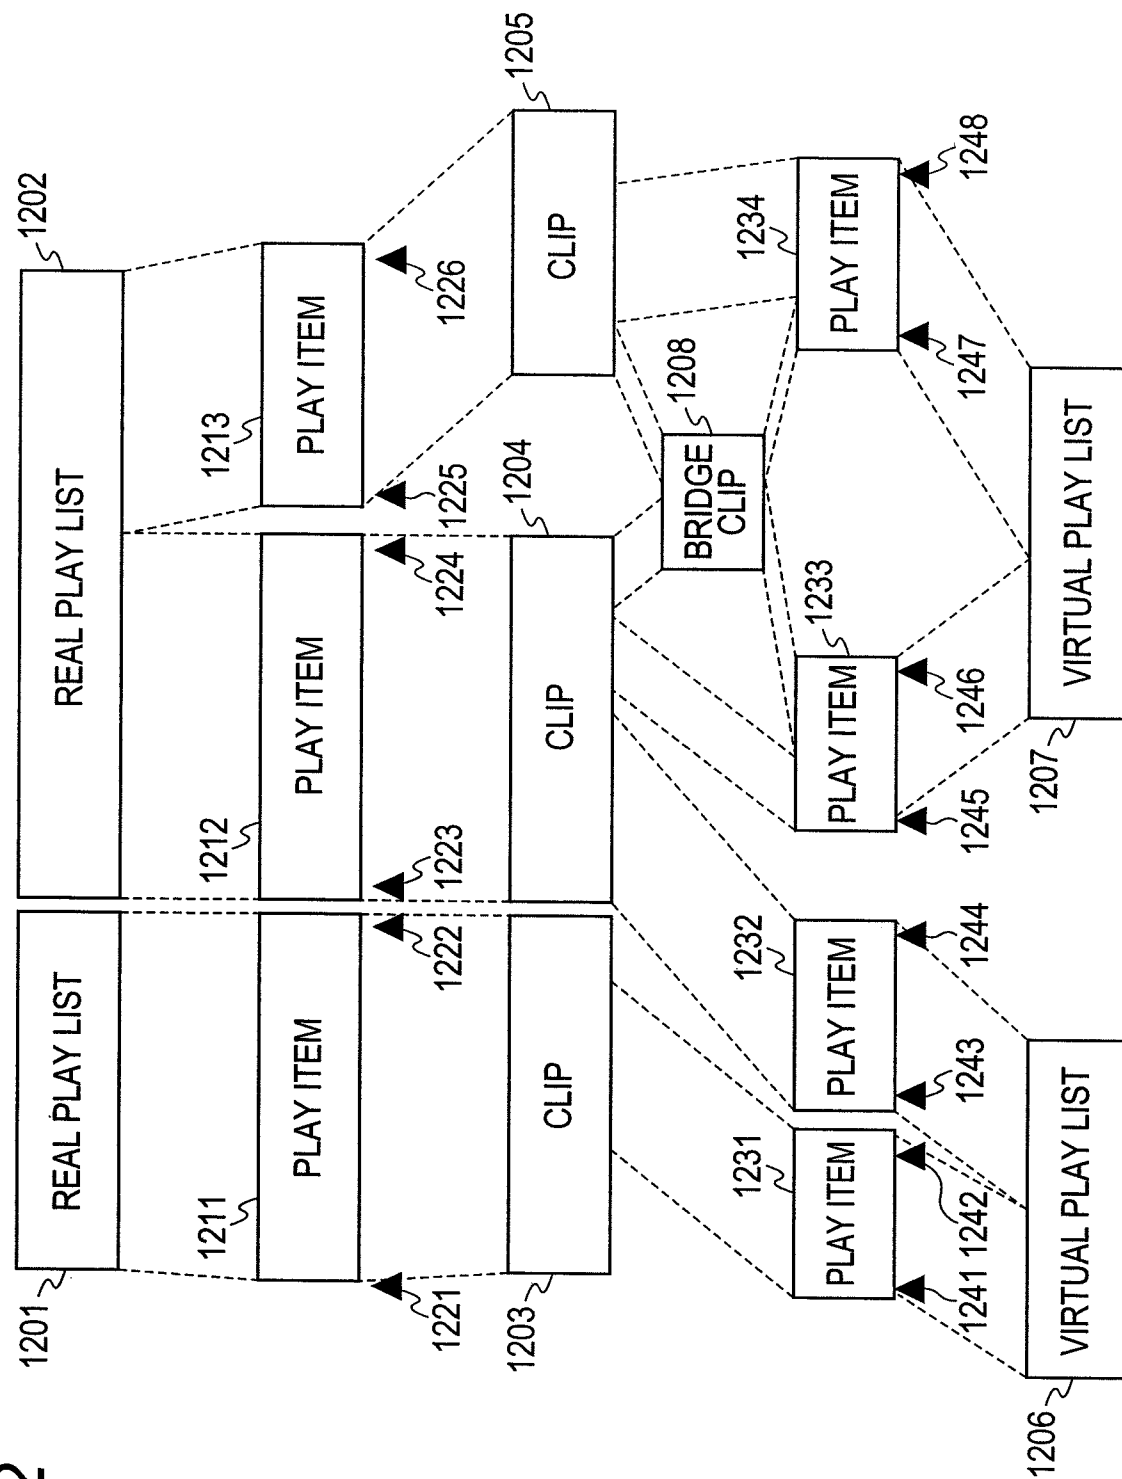 2
1201
REAL PLAY LIST
REAL PLAY LIST
1202
1211
PLAY ITEM
1212
PLAY ITEM
1213
PLAY ITEM
1221
1222
1223
1224
1225
1226
1203
CLIP
CLIP
1204
CLIP
1205
BRIDGE
CLIP
1208
1231
PLAY ITEM
1232
PLAY ITEM
PLAY ITEM
1233
1234
PLAY ITEM
1241
1242
1243
1244
1245
1246
1247
1248
1206
VIRTUAL PLAY LIST
1207
VIRTUAL PLAY LIST